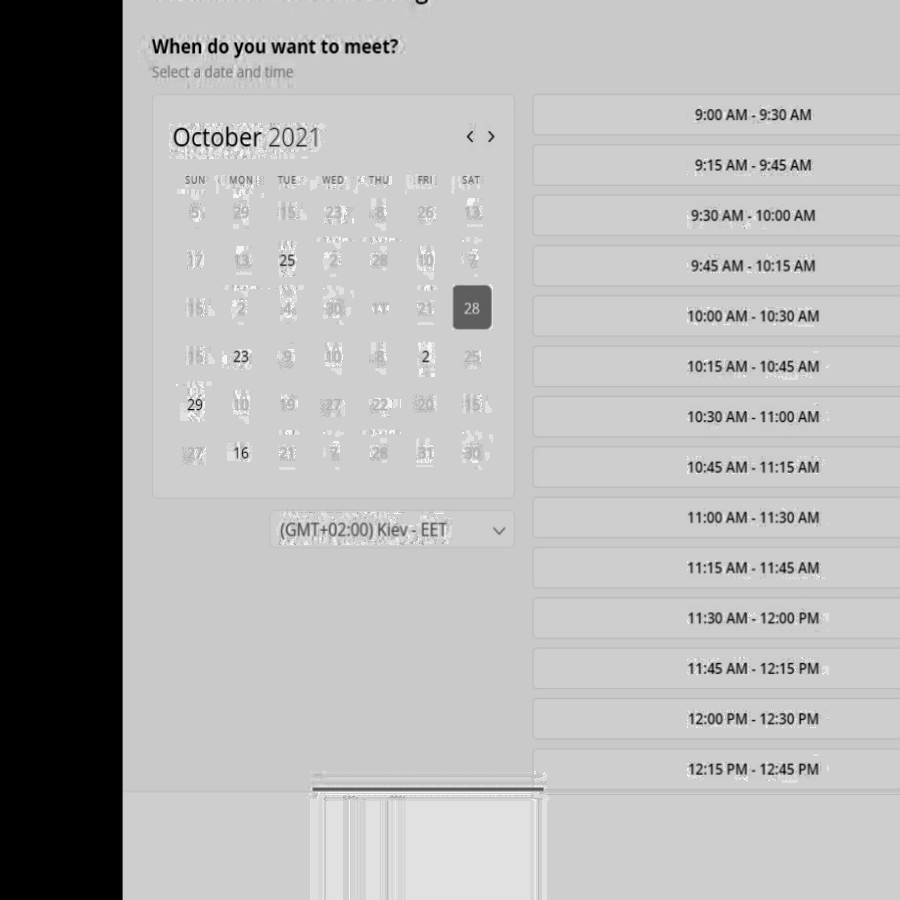 When do you want to meet?
Select a date and time
October 2021
SUN MON TUE WED THU FRI SAT
5 29 15 23 8 26 13
17 13 25 2 28 10 7
15 2 4 30 11 21 28
15 23 9 10 8 2 25
29 10 19 27 22 20 15
27 16 21 7 28 31 30
(GMT+02:00) Kiev - EET
9:00 AM - 9:30 AM
9:15 AM - 9:45 AM
9:30 AM - 10:00 AM
9:45 AM - 10:15 AM
10:00 AM - 10:30 AM
10:15 AM - 10:45 AM
10:30 AM - 11:00 AM
10:45 AM - 11:15 AM
11:00 AM - 11:30 AM
11:15 AM - 11:45 AM
11:30 AM - 12:00 PM
11:45 AM - 12:15 PM
12:00 PM - 12:30 PM
12:15 PM - 12:45 PM